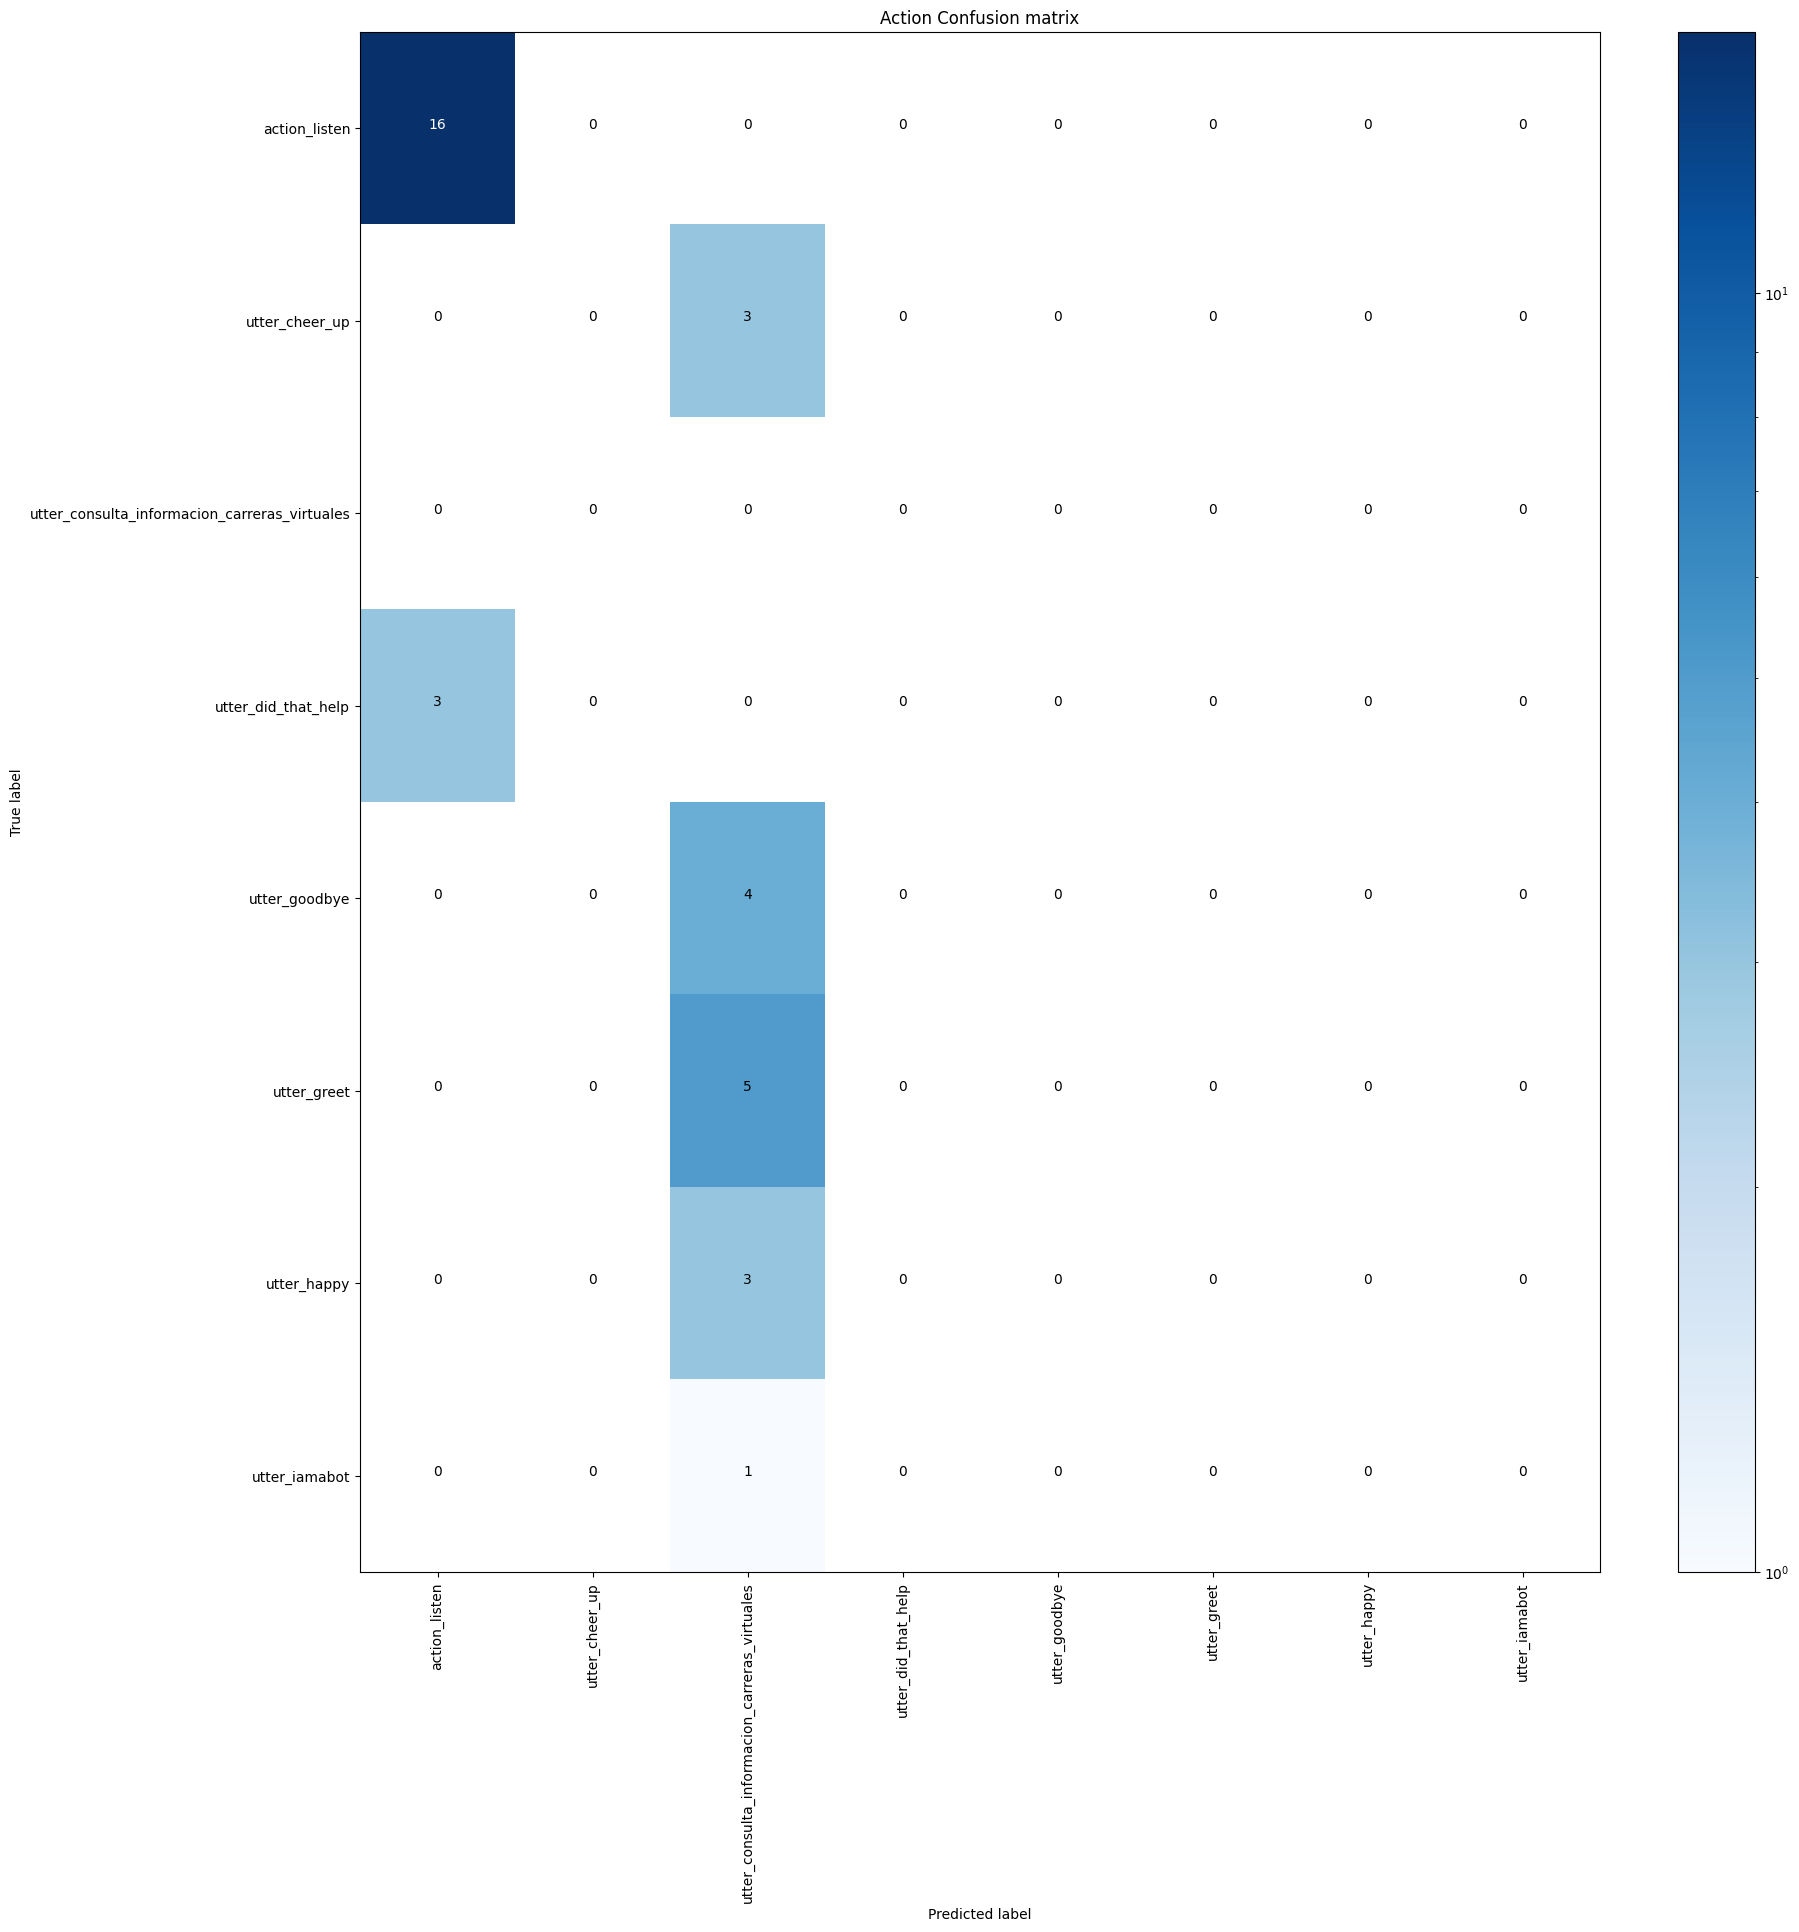 Action Confusion matrix
action_listen 16 0 0 0 0 0 0 0
utter_cheer_up 0 0 3 0 0 0 0 0
utter_consulta_informacion_carreras_virtuales 0 0 0 0 0 0 0 0
utter_did_that_help 3 0 0 0 0 0 0 0
utter_goodbye 0 0 4 0 0 0 0 0
utter_greet 0 0 5 0 0 0 0 0
utter_happy 0 0 3 0 0 0 0 0
utter_iamabot 0 0 1 0 0 0 0 0
True label
action_listen
utter_cheer_up
utter_consulta_informacion_carreras_virtuales
utter_did_that_help
utter_goodbye
utter_greet
utter_happy
utter_iamabot
Predicted label
10¹
10⁰